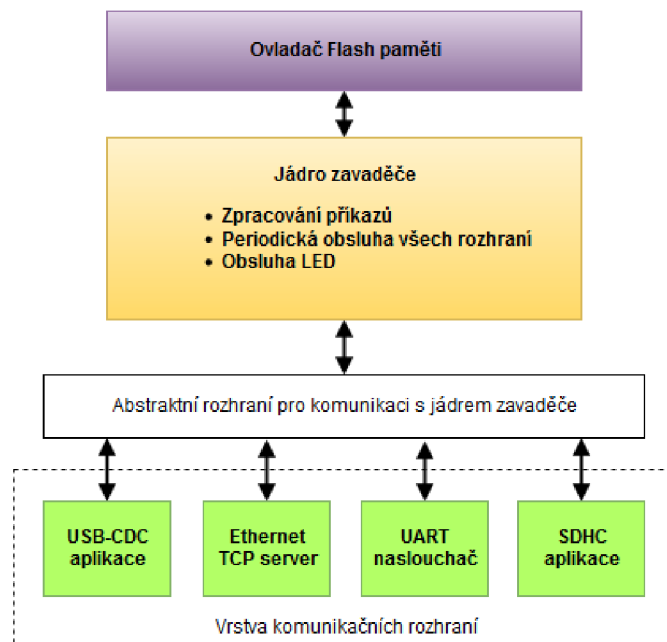 Ovladač Flash paměti
Jádro zavaděče
• Zpracování příkazů
• Periodická obsluha všech rozhraní
• Obsluha LED
Abstraktní rozhraní pro komunikaci s jádrem zavaděče
USB-CDC
aplikace
Ethernet
TCP server
UART
naslouchač
SDHC
aplikace
Vrstva komunikačních rozhraní